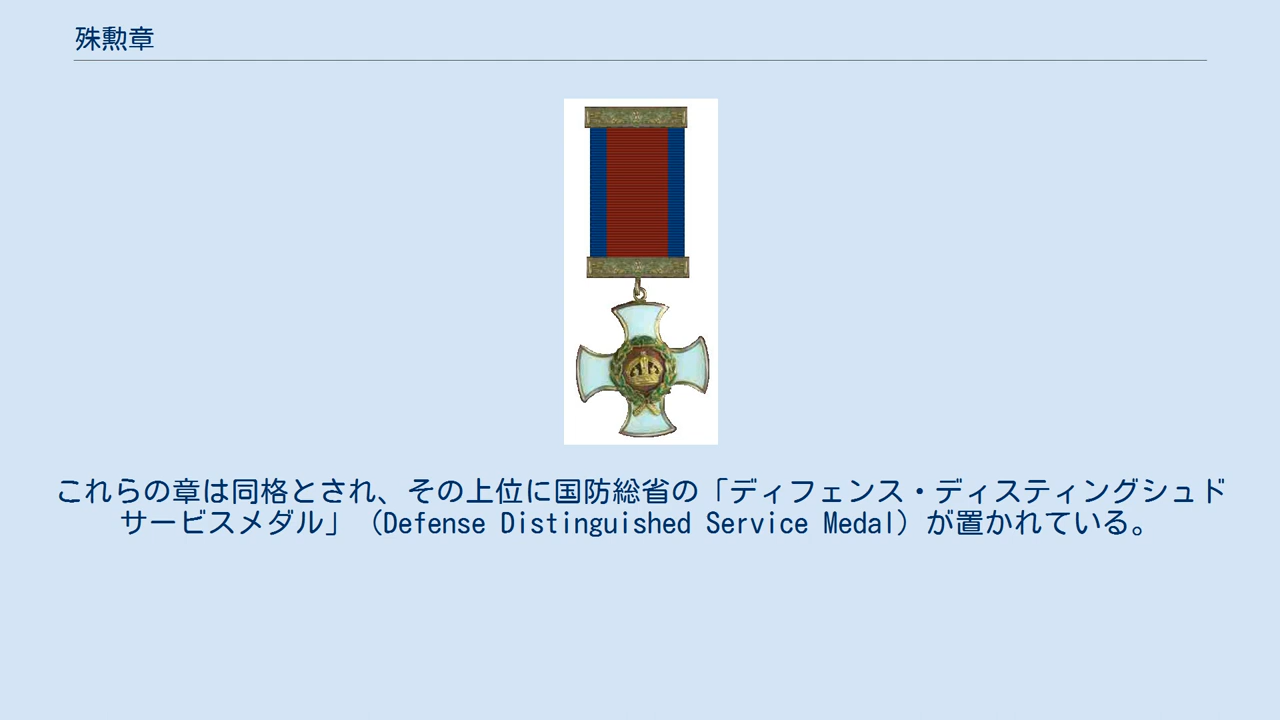 殊勲章
これらの章は同格とされ、その上位に国防総省の「ディフェンス・ディスティングシュド
サービスメダル」（Defense Distinguished Service Medal）が置かれている。